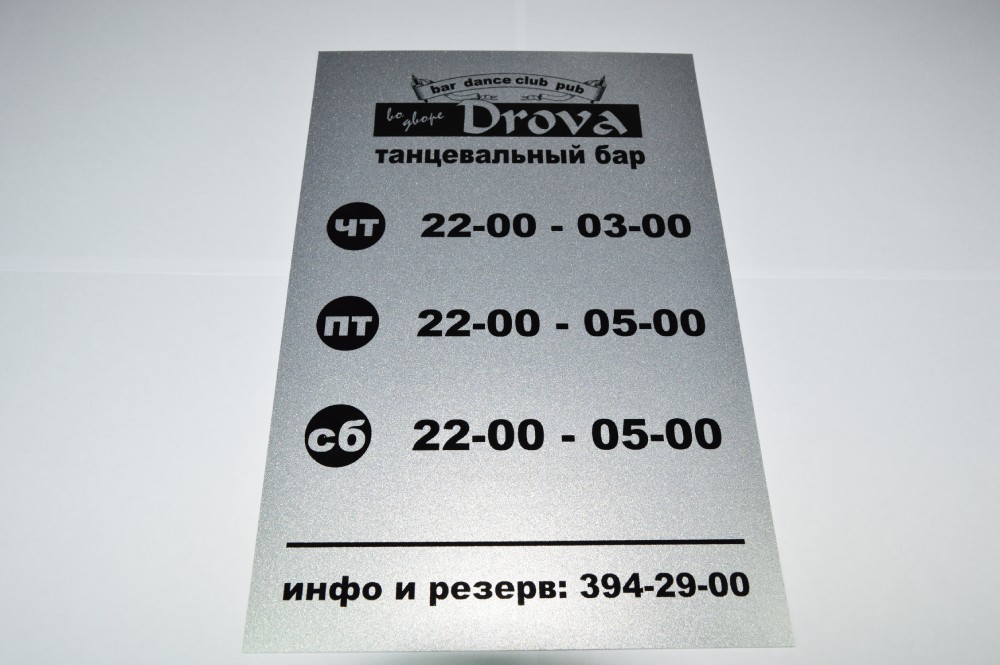 bar dance club pub
во дворе Drova
танцевальный бар
чт 22-00 - 03-00
пт 22-00 - 05-00
сб 22-00 - 05-00
инфо и резерв: 394-29-00